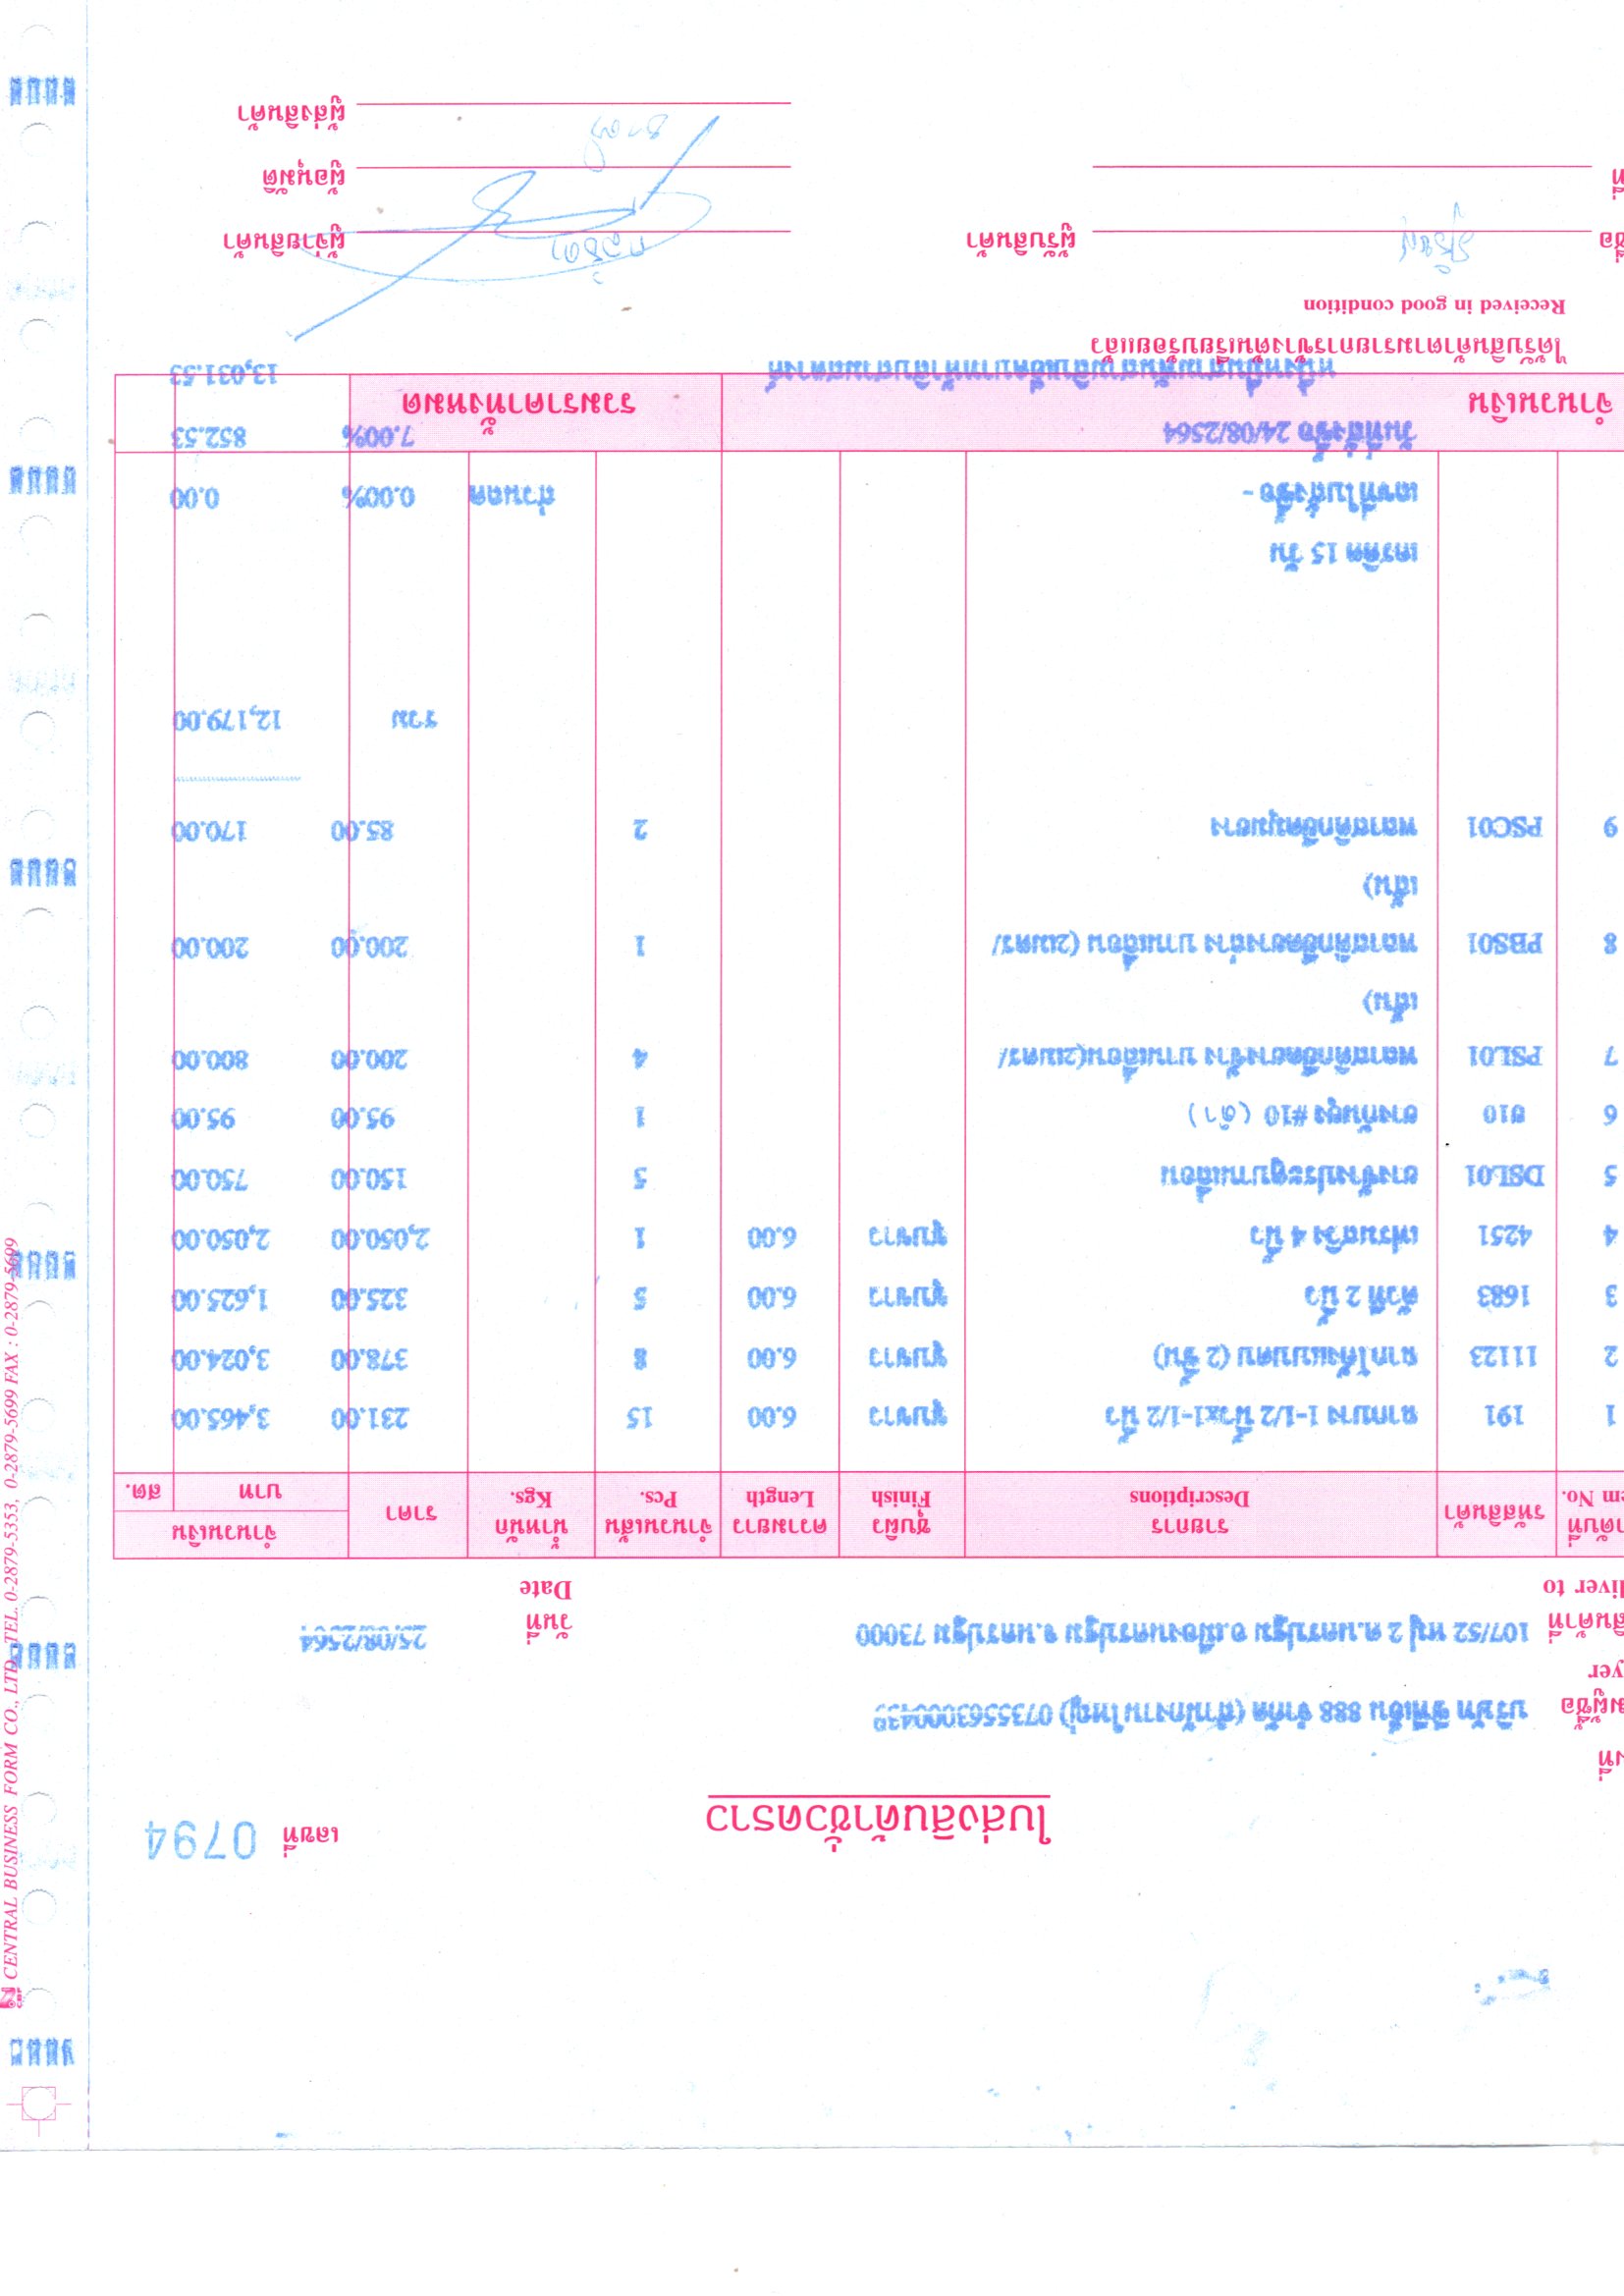 ใบส่งสินค้าชั่วคราว
เลขที่ 0794
ที่
ผู้ซื้อ บริษัท ซีพีเอ็น 888 จำกัด (สำนักงานใหญ่) 0735563000439
yer
สินค้าที่ 107/52 หมู่ 2 ต.นครปฐม อ.เมืองนครปฐม จ.นครปฐม 73000
liver to
วันที่ 25/08/2564
Date
าดับที่ รหัสสินค้า รายการ ชุบผิว ความยาว จำนวนเส้น น้ำหนัก ราคา จำนวนเงิน
em No. Descriptions Finish Length Pcs. Kgs. บาท สต.
1 191 ฉากบาง 1-1/2 นิ้วx1-1/2 นิ้ว ชุบขาว 6.00 15 231.00 3,465.00
2 11123 ฉากโค้งแบบตบ (2 ชิ้น) ชุบขาว 6.00 8 378.00 3,024.00
3 1683 ตัวที 2 นิ้ว ชุบขาว 6.00 5 325.00 1,625.00
4 4251 เฟรมสวิง 4 นิ้ว ชุบขาว 6.00 1 2,050.00 2,050.00
5 DSL01 ยางข้างประตูบานเลื่อน 5 150.00 750.00
6 ย10 ยางกันยุง #10 (ดำ) 1 95.00 95.00
7 PSL01 พลาสติกยึดยางข้าง บานเลื่อน(2เมตร/ 4 200.00 800.00
เส้น)
8 PBS01 พลาสติกยึดยางล่าง บานเลื่อน (2เมตร/ 1 200.00 200.00
เส้น)
9 PSC01 พลาสติกยึดมุมยาง 2 85.00 170.00
รวม 12,179.00
เครดิต 15 วัน
เลขที่ใบสั่งซื้อ - ส่วนลด 0.00% 0.00
วันที่สั่งซื้อ 24/08/2564 7.00% 852.53
จำนวนเงิน รวมราคาทั้งหมด
หนึ่งหมื่นสามพันสามสิบเอ็ดบาทห้าสิบสามสตางค์ 13,031.53
ได้รับสินค้าตามรายการข้างต้นเรียบร้อยแล้ว
Received in good condition
ชื่อ ผู้รับสินค้า ผู้จ่ายสินค้า
ที่ ผู้อนุมัติ
ผู้ส่งสินค้า
CENTRAL BUSINESS FORM CO., LTD. TEL. 0-2879-5353, 0-2879-5699 FAX : 0-2879-5699